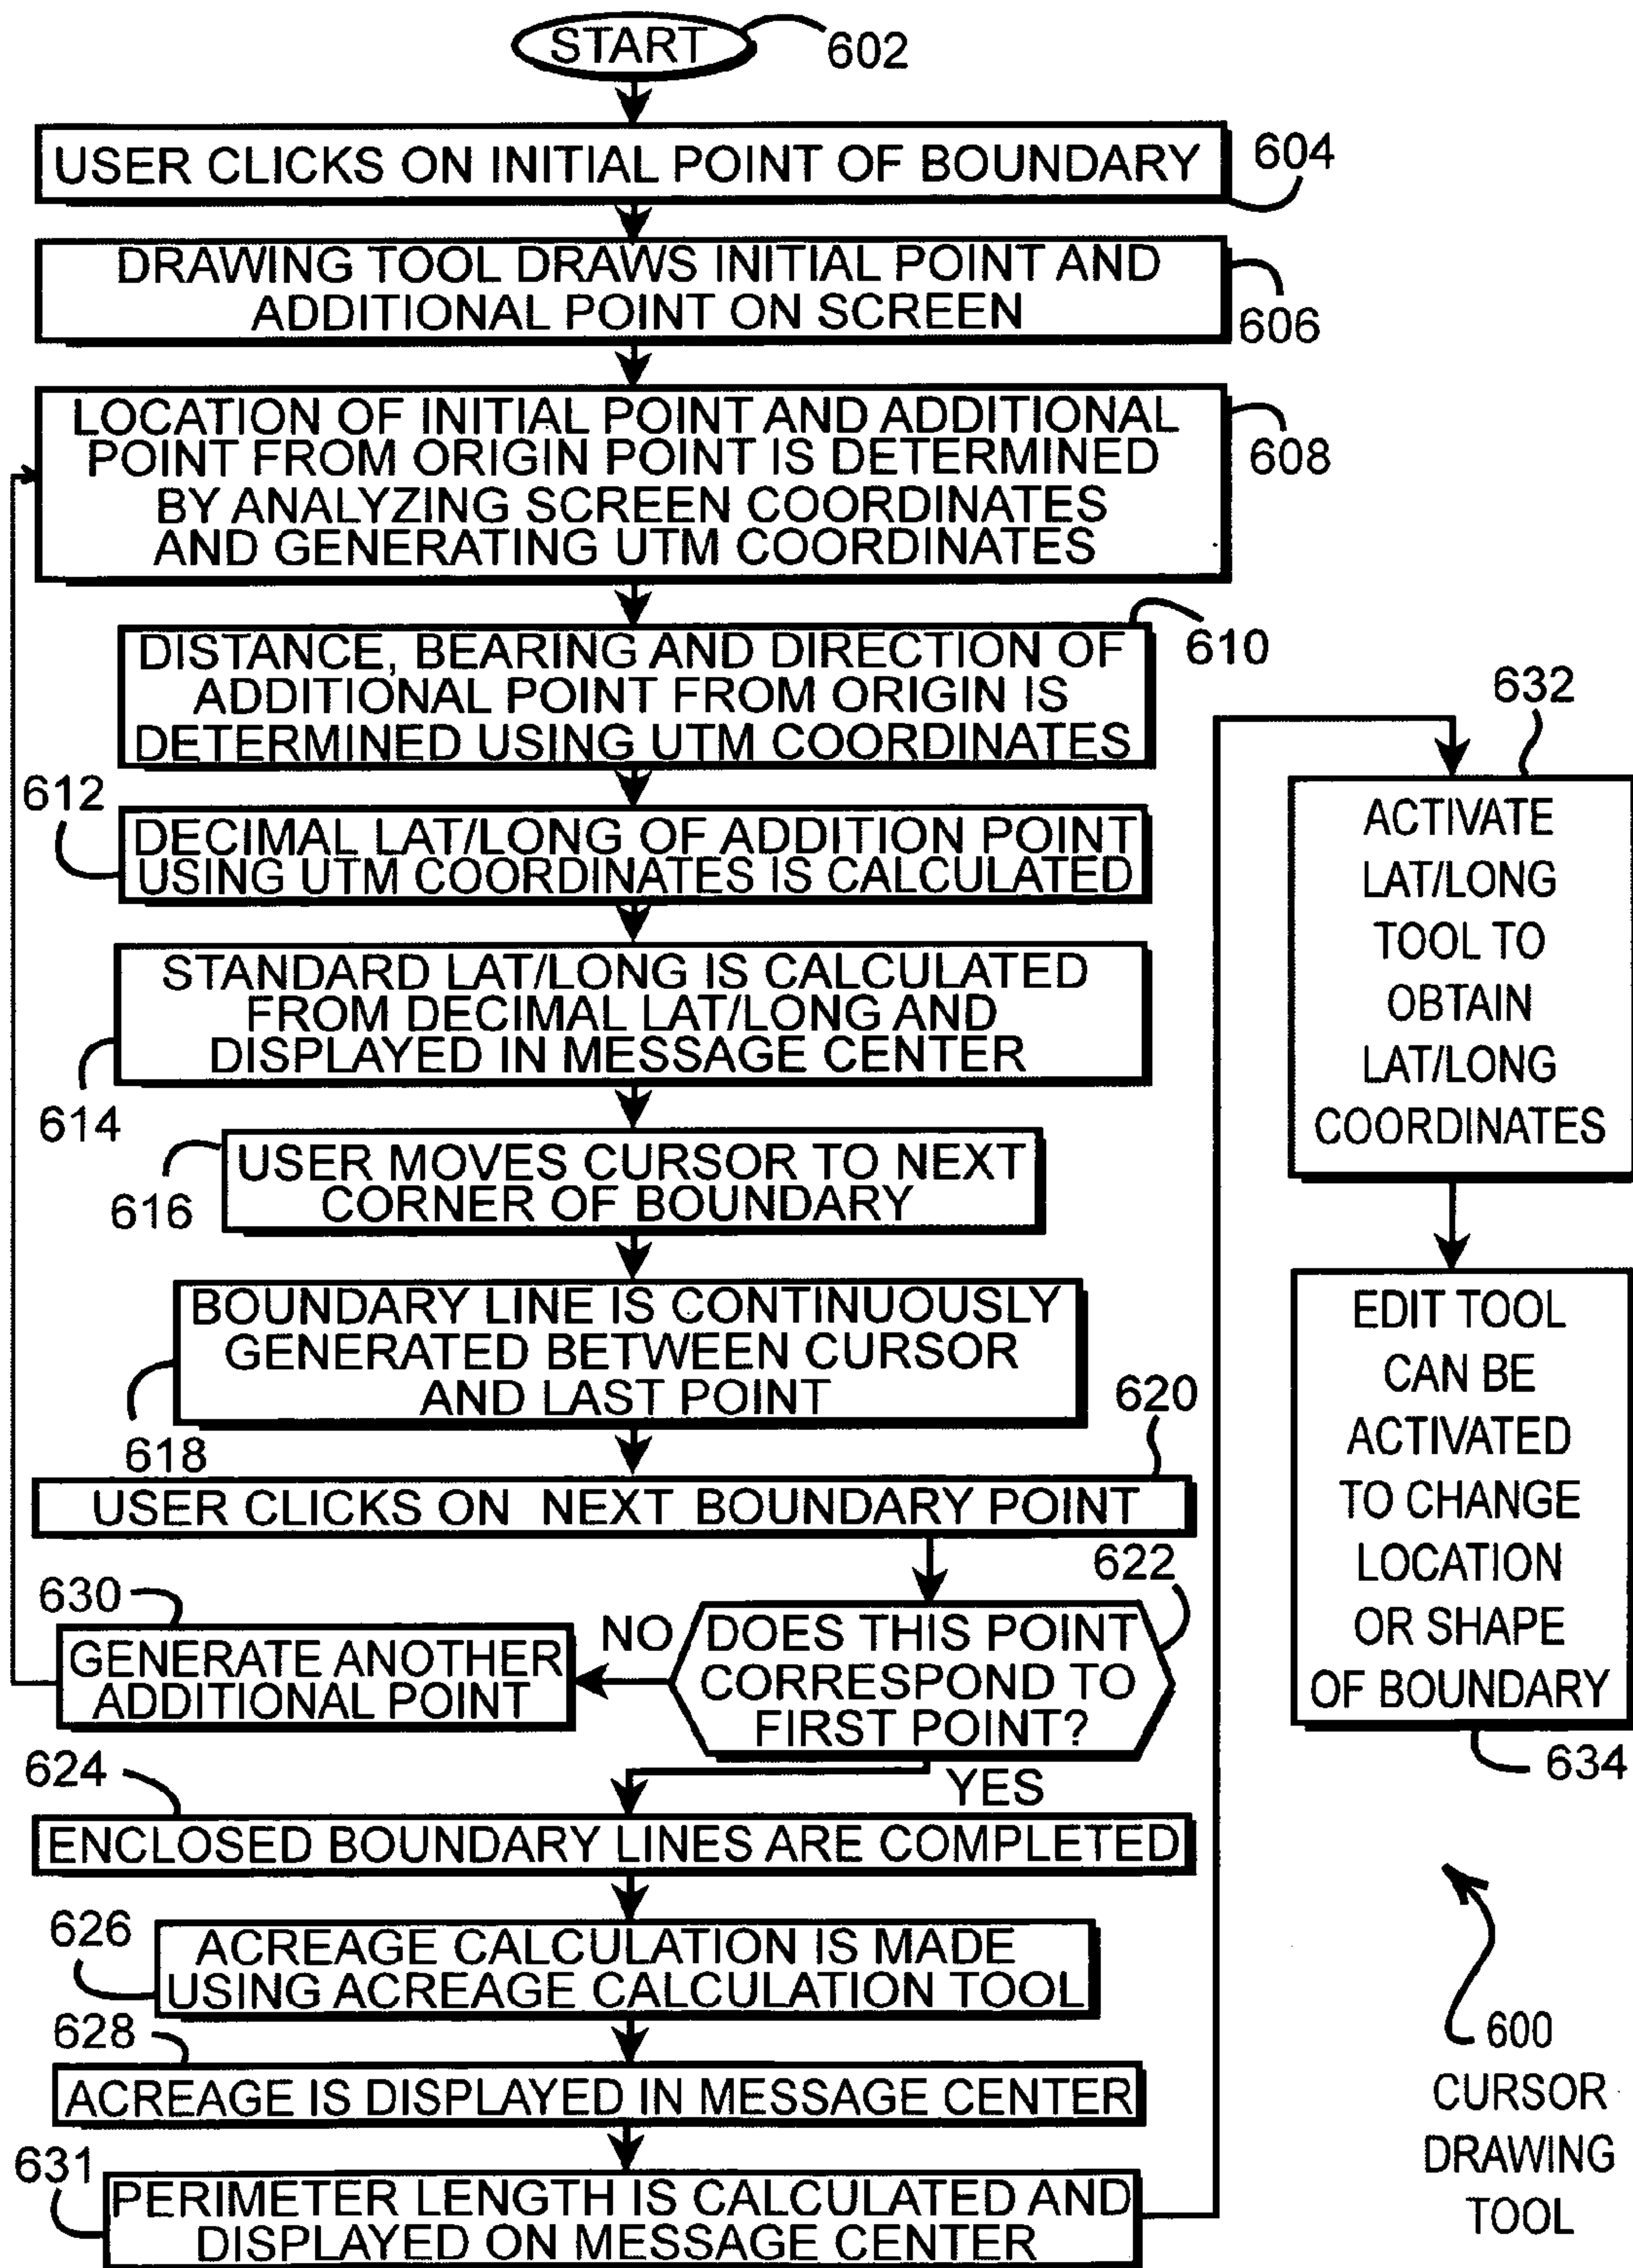 START
602
USER CLICKS ON INITIAL POINT OF BOUNDARY
604
DRAWING TOOL DRAWS INITIAL POINT AND
ADDITIONAL POINT ON SCREEN
606
LOCATION OF INITIAL POINT AND ADDITIONAL
POINT FROM ORIGIN POINT IS DETERMINED
BY ANALYZING SCREEN COORDINATES
AND GENERATING UTM COORDINATES
608
DISTANCE, BEARING AND DIRECTION OF
ADDITIONAL POINT FROM ORIGIN IS
DETERMINED USING UTM COORDINATES
610
612
DECIMAL LAT/LONG OF ADDITION POINT
USING UTM COORDINATES IS CALCULATED
STANDARD LAT/LONG IS CALCULATED
FROM DECIMAL LAT/LONG AND
DISPLAYED IN MESSAGE CENTER
614
USER MOVES CURSOR TO NEXT
CORNER OF BOUNDARY
616
BOUNDARY LINE IS CONTINUOUSLY
GENERATED BETWEEN CURSOR
AND LAST POINT
618
620
USER CLICKS ON NEXT BOUNDARY POINT
622
DOES THIS POINT
CORRESPOND TO
FIRST POINT?
NO
630
GENERATE ANOTHER
ADDITIONAL POINT
YES
624
ENCLOSED BOUNDARY LINES ARE COMPLETED
626
ACREAGE CALCULATION IS MADE
USING ACREAGE CALCULATION TOOL
628
ACREAGE IS DISPLAYED IN MESSAGE CENTER
631
PERIMETER LENGTH IS CALCULATED AND
DISPLAYED ON MESSAGE CENTER
632
ACTIVATE
LAT/LONG
TOOL TO
OBTAIN
LAT/LONG
COORDINATES
EDIT TOOL
CAN BE
ACTIVATED
TO CHANGE
LOCATION
OR SHAPE
OF BOUNDARY
634
600
CURSOR
DRAWING
TOOL